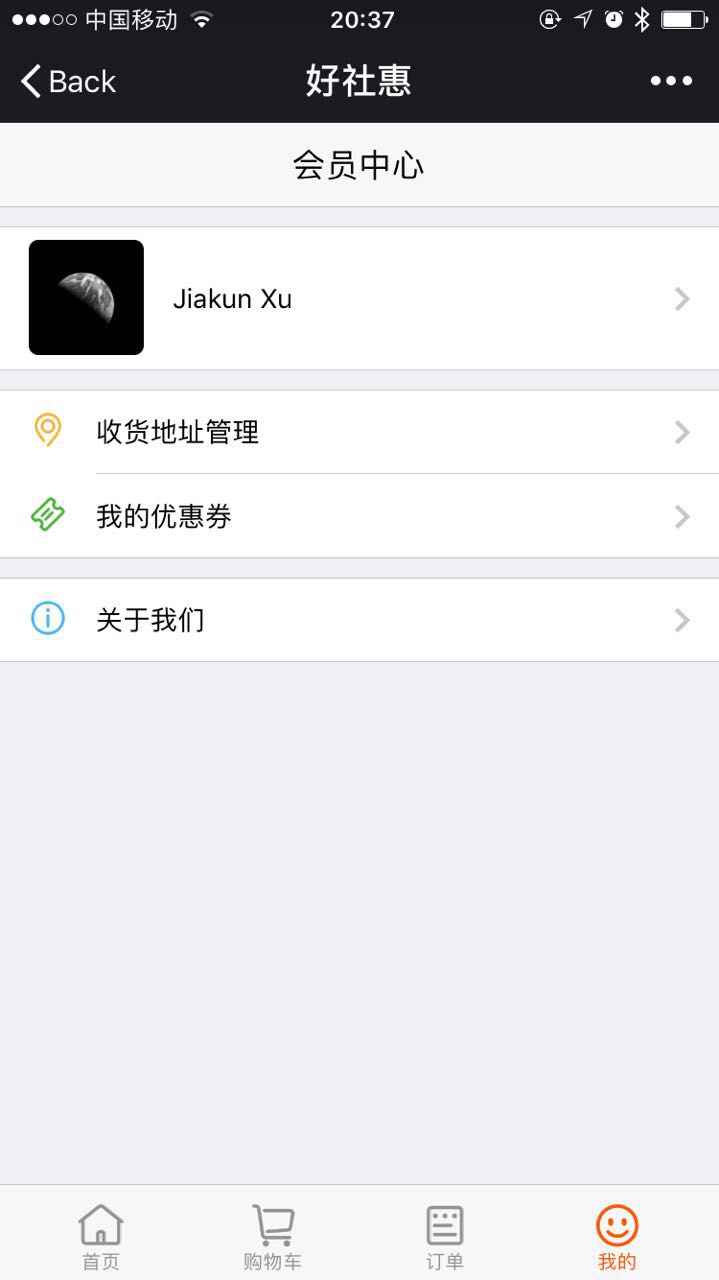 中国移动 20:37
Back 好社惠
会员中心
Jiakun Xu
收货地址管理
我的优惠券
关于我们
首页 购物车 订单 我的